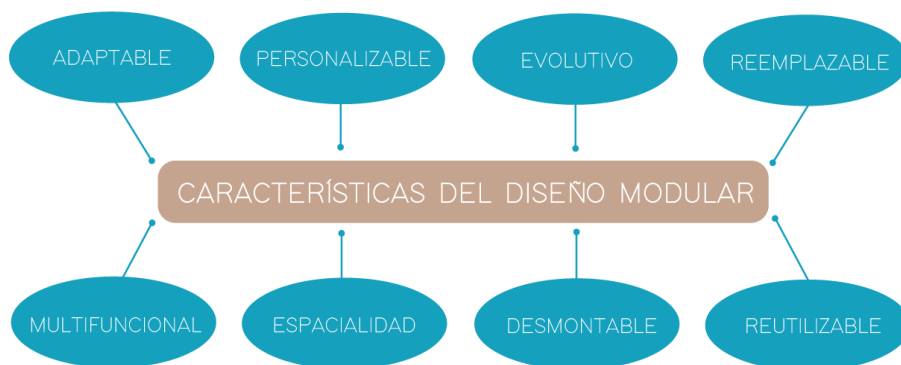 ADAPTABLE
PERSONALIZABLE
EVOLUTIVO
REEMPLAZABLE
CARACTERÍSTICAS DEL DISEÑO MODULAR
MULTIFUNCIONAL
ESPACIALIDAD
DESMONTABLE
REUTILIZABLE